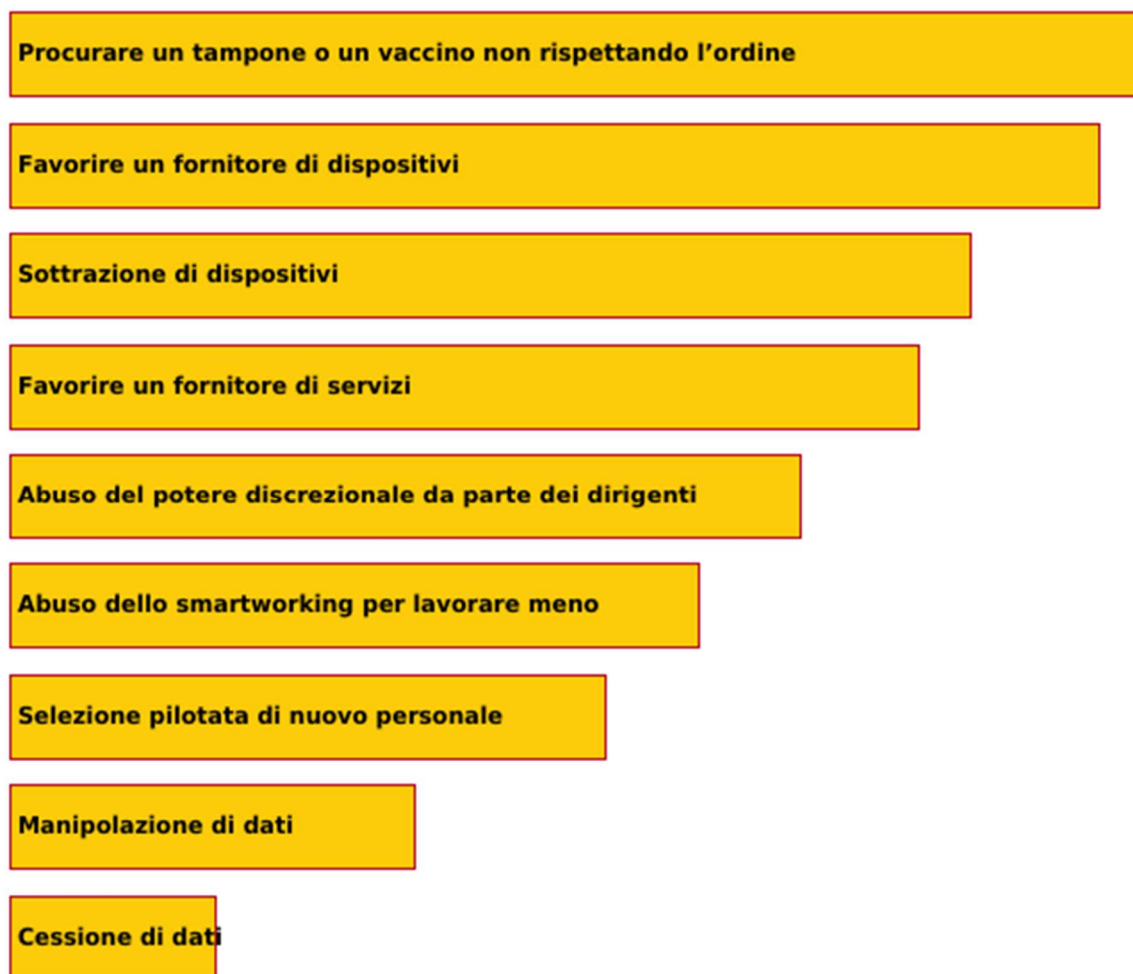 Procurare un tampone o un vaccino non rispettando l’ordine
Favorire un fornitore di dispositivi
Sottrazione di dispositivi
Favorire un fornitore di servizi
Abuso del potere discrezionale da parte dei dirigenti
Abuso dello smartworking per lavorare meno
Selezione pilotata di nuovo personale
Manipolazione di dati
Cessione di dati